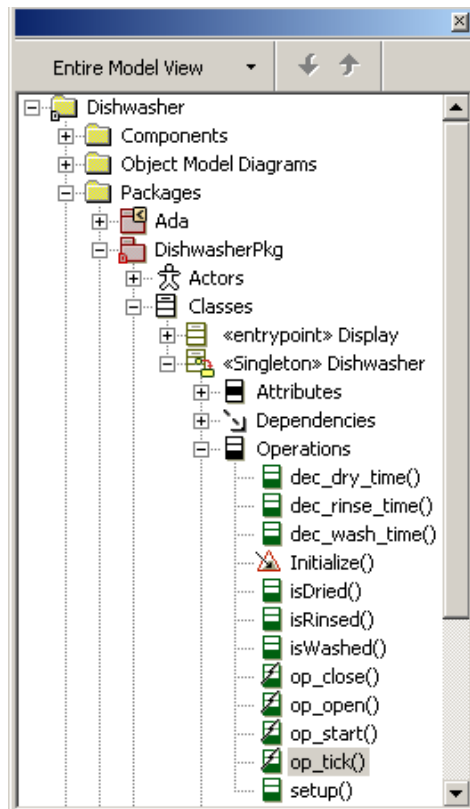 Entire Model View
Dishwasher
Components
Object Model Diagrams
Packages
Ada
DishwasherPkg
Actors
Classes
«entrypoint» Display
«Singleton» Dishwasher
Attributes
Dependencies
Operations
dec_dry_time()
dec_rinse_time()
dec_wash_time()
Initialize()
isDried()
isRinsed()
isWashed()
op_close()
op_open()
op_start()
op_tick()
setup()